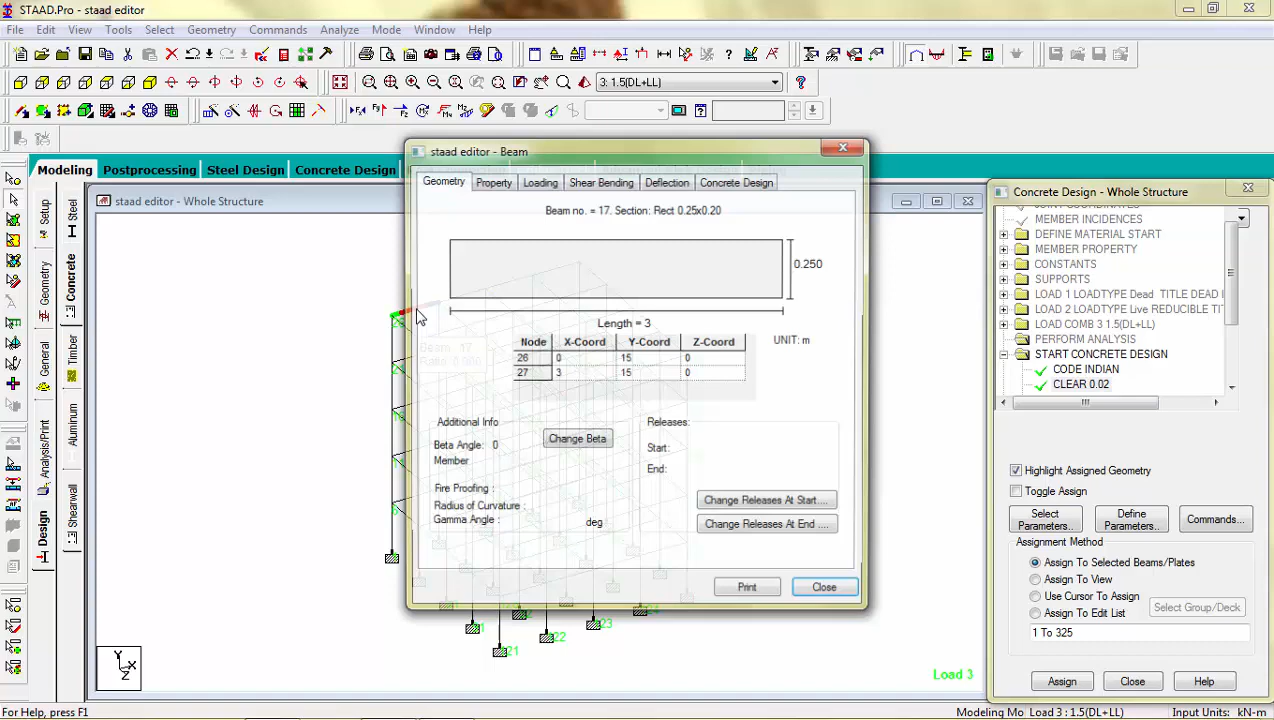 STAAD.Pro - staad editor
File Edit View Tools Select Geometry Commands Analyze Mode Window Help
3: 1.5(DL+LL)
Modeling Postprocessing Steel Design Concrete Design
staad editor - Whole Structure
Setup
Geometry
General
Analysis/Print
Design
Steel
Concrete
Timber
Aluminum
Shearwall
staad editor - Beam
Geometry Property Loading Shear Bending Deflection Concrete Design
Beam no. = 17. Section: Rect 0.25x0.20
0.250
Length = 3
UNIT: m
Node X-Coord Y-Coord Z-Coord
26 0 15 0
27 3 15 0
Additional Info
Beta Angle: 0
Change Beta
Member
Fire Proofing :
Radius of Curvature :
Gamma Angle :
deg
Releases:
Start:
End:
Change Releases At Start....
Change Releases At End ....
Print Close
Beam : 17
22
23
24
21
Load 3
Y
X
Z
Concrete Design - Whole Structure
JOINT COORDINATES
MEMBER INCIDENCES
DEFINE MATERIAL START
MEMBER PROPERTY
CONSTANTS
SUPPORTS
LOAD 1 LOADTYPE Dead TITLE DEAD
LOAD 2 LOADTYPE Live REDUCIBLE TI
LOAD COMB 3 1.5(DL+LL)
PERFORM ANALYSIS
START CONCRETE DESIGN
CODE INDIAN
CLEAR 0.02
Highlight Assigned Geometry
Toggle Assign
Select Parameters...
Define Parameters..
Commands...
Assignment Method
Assign To Selected Beams/Plates
Assign To View
Use Cursor To Assign
Assign To Edit List
Select Group/Deck
1 To 325
Assign Close Help
For Help, press F1
Modeling Mo Load 3 : 1.5(DL+LL) Input Units: kN-m